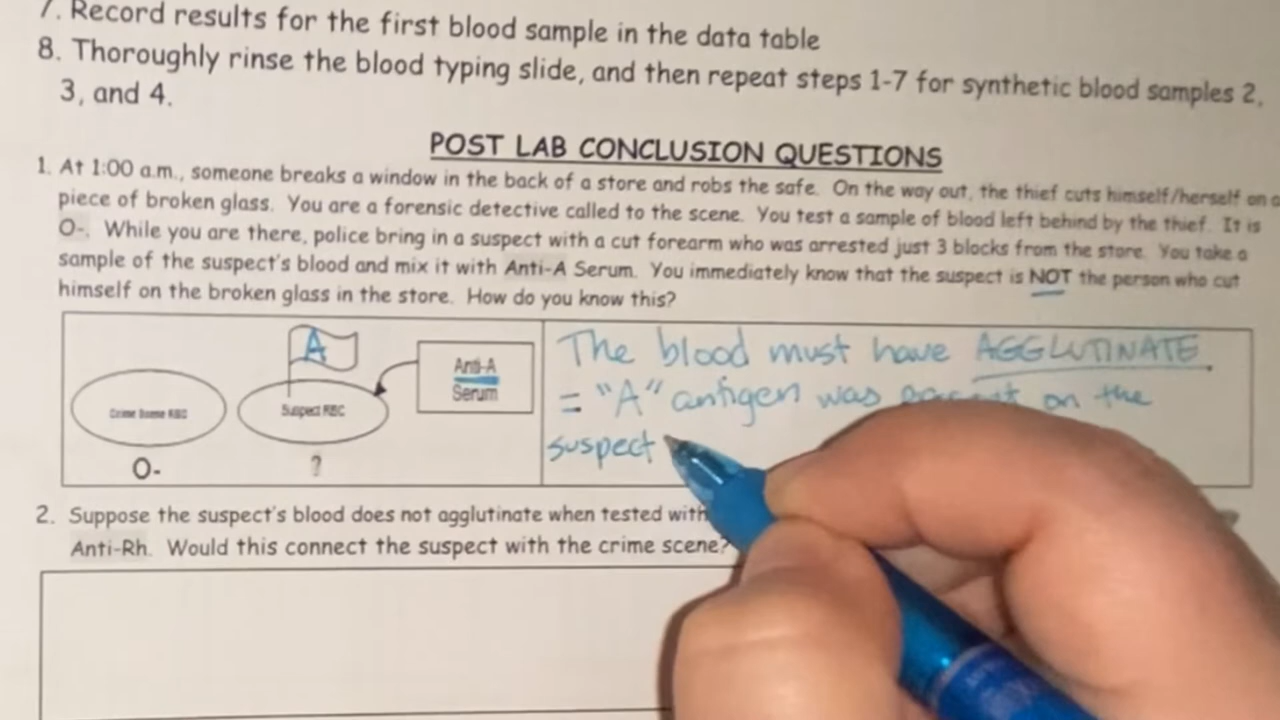 7. Record results for the first blood sample in the data table
8. Thoroughly rinse the blood typing slide, and then repeat steps 1-7 for synthetic blood samples 2,
3, and 4.
POST LAB CONCLUSION QUESTIONS
1. At 1:00 a.m., someone breaks a window in the back of a store and robs the safe. On the way out, the thief cuts himself/herself on a
piece of broken glass. You are a forensic detective called to the scene. You test a sample of blood left behind by the thief. It is
O-. While you are there, police bring in a suspect with a cut forearm who was arrested just 3 blocks from the store. You take a
sample of the suspect's blood and mix it with Anti-A Serum. You immediately know that the suspect is NOT the person who cut
himself on the broken glass in the store. How do you know this?
A
Anti-A
Serum
Crime Scene RBC
Suspect RBC
O-
?
The blood must have AGGLUTINATE.
= "A" antigen was on the
suspect
2. Suppose the suspect's blood does not agglutinate when tested with
Anti-Rh. Would this connect the suspect with the crime scene?